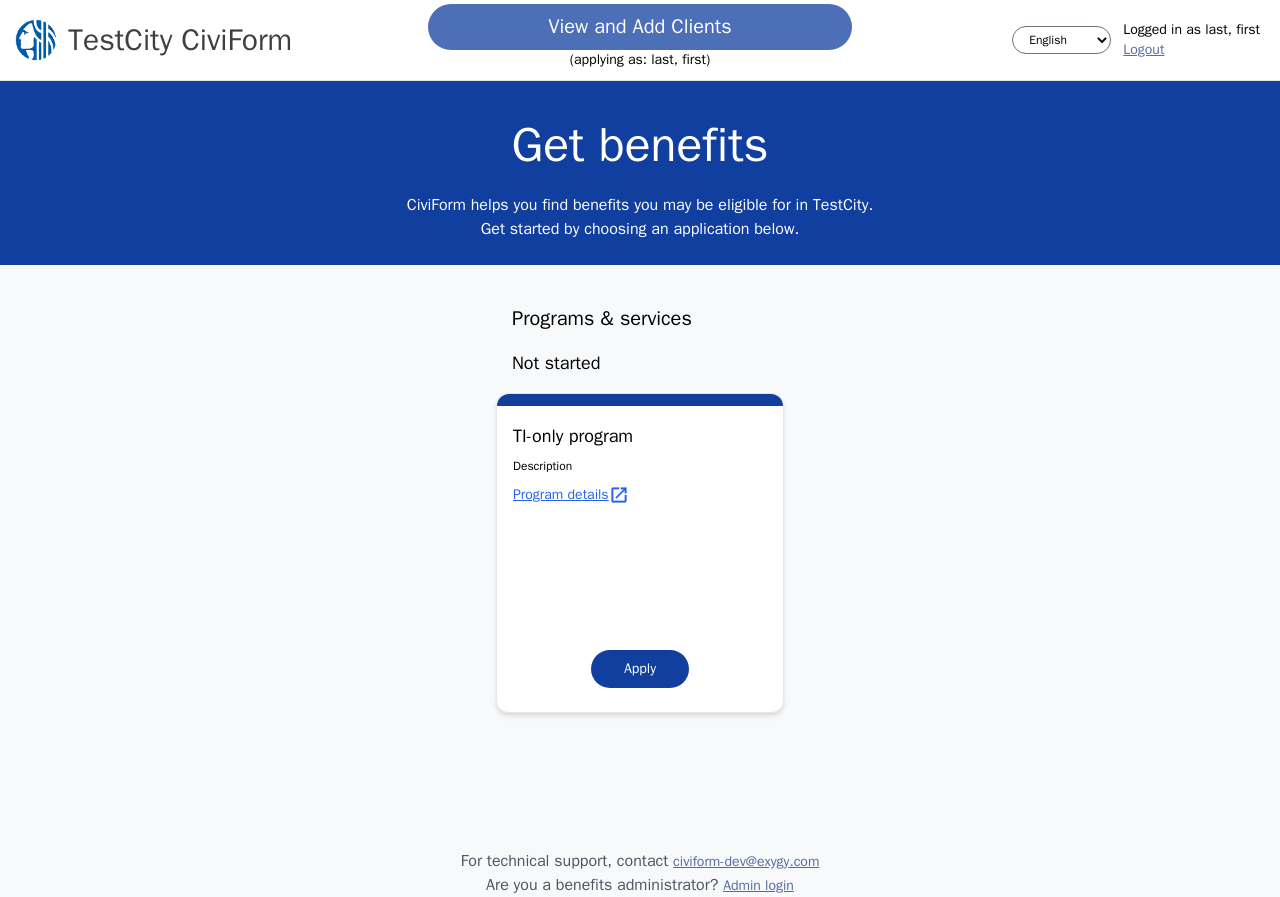 TestCity CiviForm
View and Add Clients
(applying as: last, first)
English
Logged in as last, first
Logout
Get benefits
CiviForm helps you find benefits you may be eligible for in TestCity.
Get started by choosing an application below.
Programs & services
Not started
TI-only program
Description
Program details
Apply
For technical support, contact civiform-dev@exygy.com
Are you a benefits administrator? Admin login